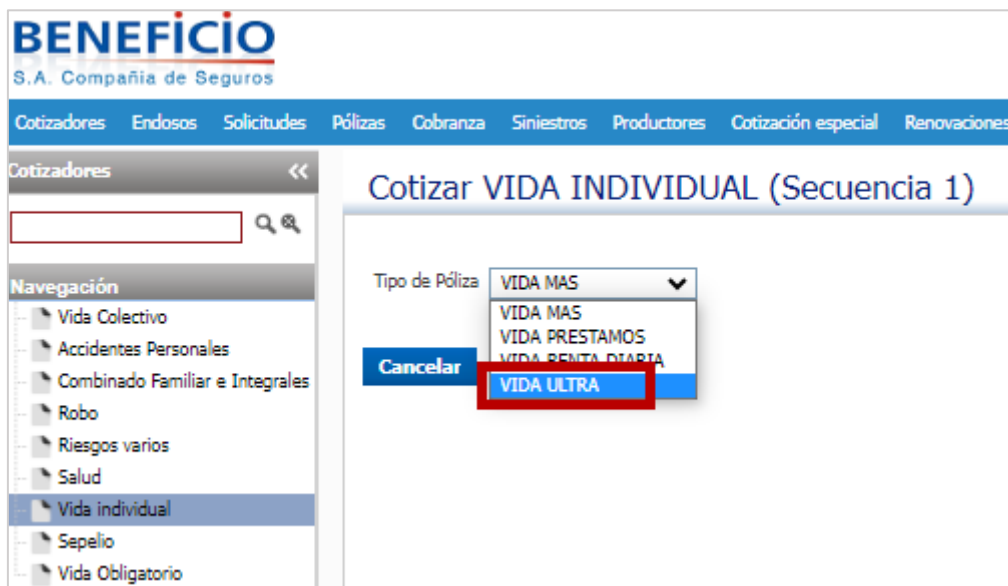 BENEFICIO
S.A. Compañia de Seguros
Cotizadores Endosos Solicitudes Pólizas Cobranza Siniestros Productores Cotización especial Renovaciones
Cotizadores <<
Cotizar VIDA INDIVIDUAL (Secuencia 1)
Navegación
Vida Colectivo
Accidentes Personales
Combinado Familiar e Integrales
Robo
Riesgos varios
Salud
Vida individual
Sepelio
Vida Obligatorio
Tipo de Póliza VIDA MAS
VIDA MAS
VIDA PRESTAMOS
VIDA RENTA DIARIA
VIDA ULTRA
Cancelar